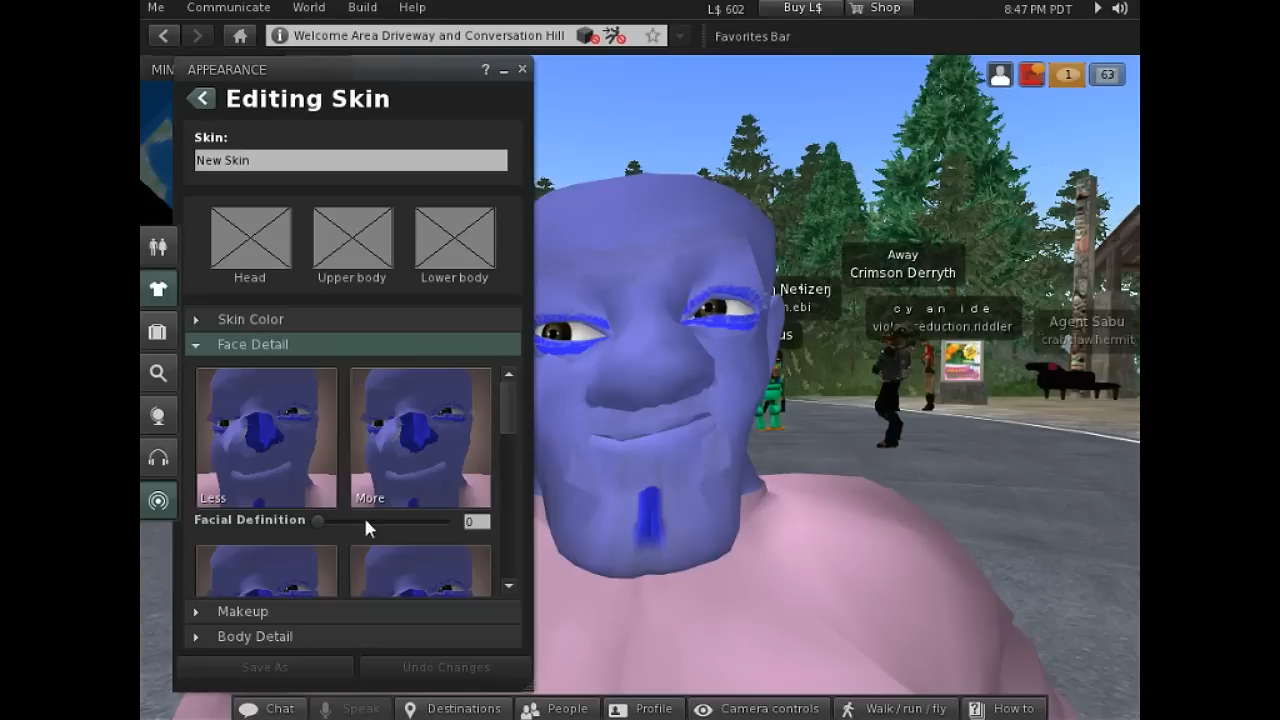 Me Communicate World Build Help L$ 602 Buy L$ Shop 8:47 PM PDT
Welcome Area Driveway and Conversation Hill Favorites Bar
MIN APPEARANCE ? 1 63
Editing Skin
Skin:
New Skin
Head Upper body Lower body
Skin Color
Face Detail
Less More
Facial Definition 0
Makeup
Body Detail
Save As Undo Changes
Away
Crimson Derryth
c y a n i d e
Agent Sabu
crabclaw.hermit
Chat Speak Destinations People Profile Camera controls Walk / run / fly How to